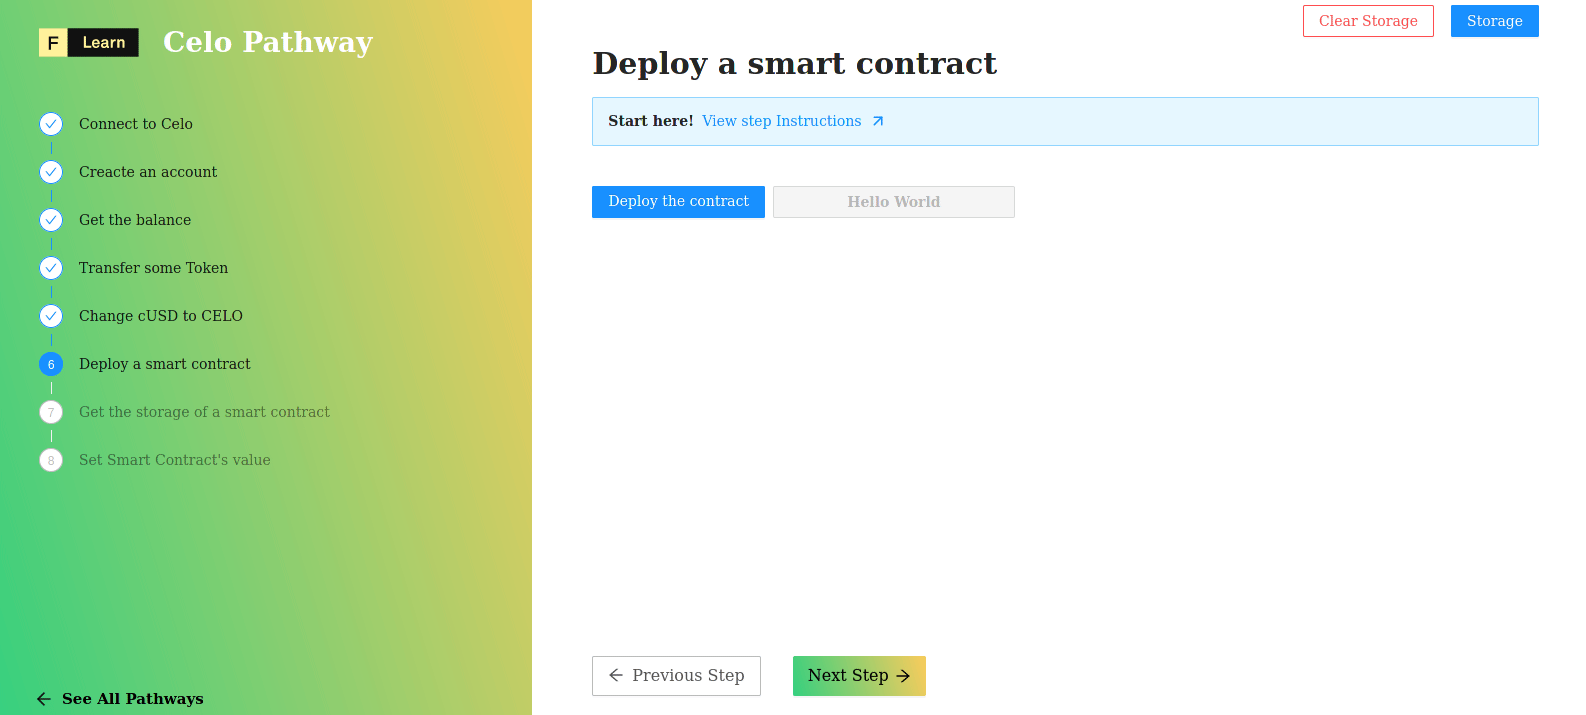 F Learn Celo Pathway
Connect to Celo
Creacte an account
Get the balance
Transfer some Token
Change cUSD to CELO
6 Deploy a smart contract
7 Get the storage of a smart contract
8 Set Smart Contract's value
See All Pathways
Clear Storage Storage
Deploy a smart contract
Start here! View step Instructions
Deploy the contract Hello World
Previous Step Next Step